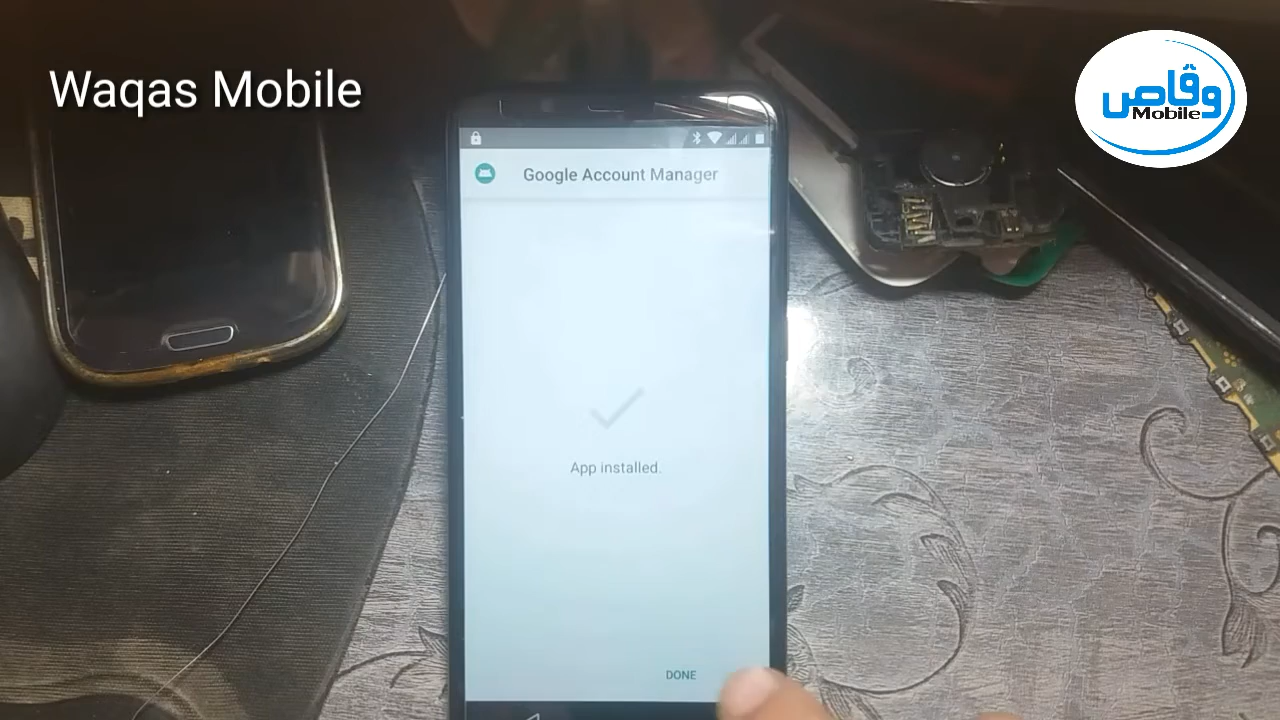 Waqas Mobile
وقاص
Mobile
Google Account Manager
App installed.
DONE